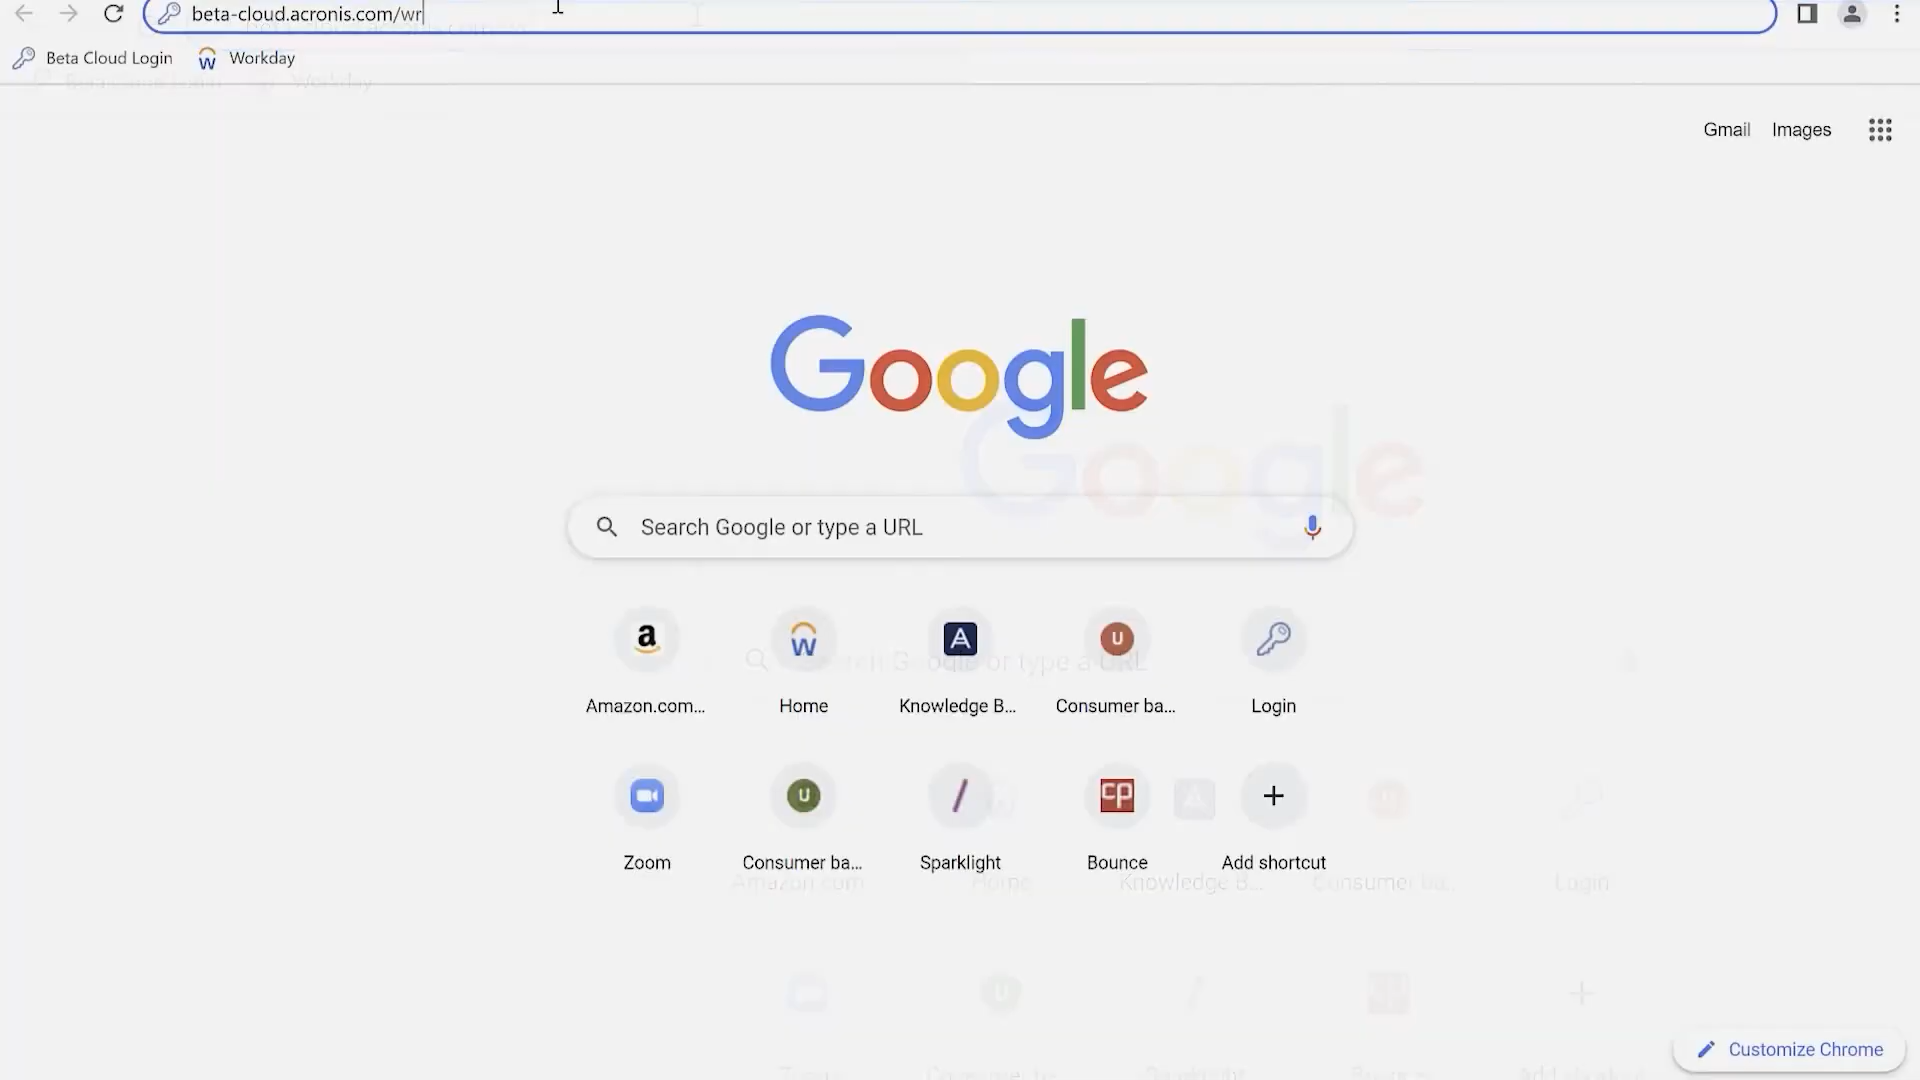 beta-cloud.acronis.com/wr
Beta Cloud Login Workday
Gmail Images
Google
Search Google or type a URL
Amazon.com... Home Knowledge B... Consumer ba... Login
Zoom Consumer ba... Sparklight Bounce Add shortcut
Customize Chrome